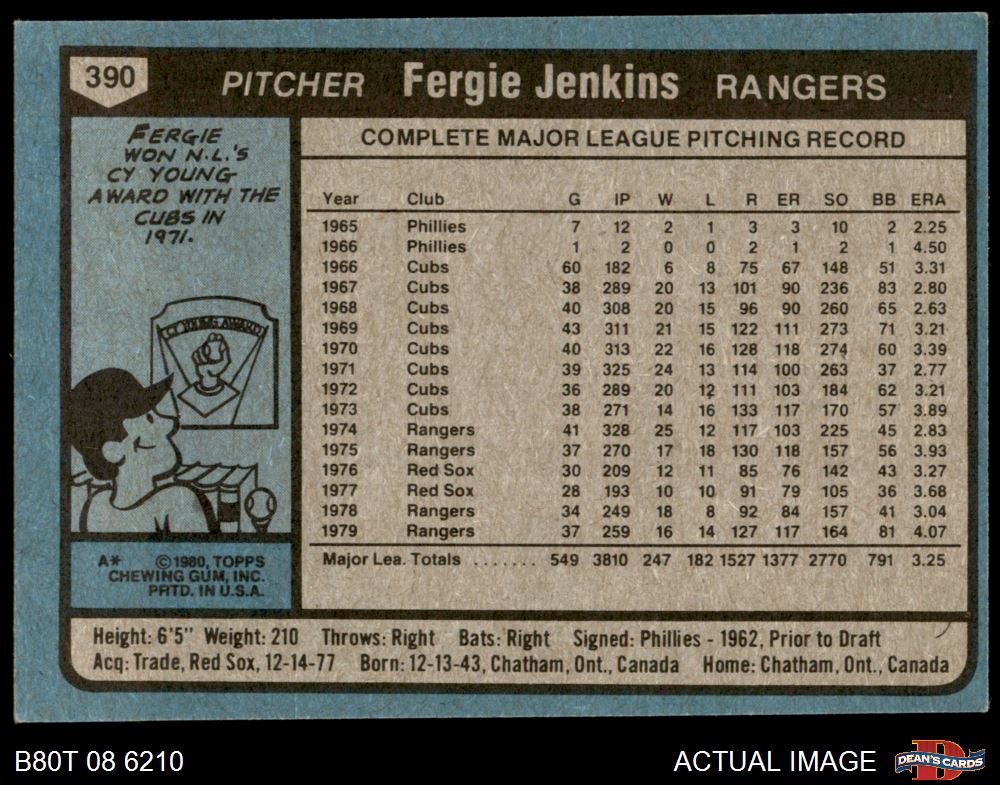 390 PITCHER Fergie Jenkins RANGERS
FERGIE
WON N.L.'S
CY YOUNG
AWARD WITH THE
CUBS IN
1971.
CY YOUNG AWARD
A* ©1980, TOPPS
CHEWING GUM, INC.
PRTD. IN U.S.A.
COMPLETE MAJOR LEAGUE PITCHING RECORD
Year Club G IP W L R ER SO BB ERA
1965 Phillies 7 12 2 1 3 3 10 2 2.25
1966 Phillies 1 2 0 0 2 1 2 1 4.50
1966 Cubs 60 182 6 8 75 67 148 51 3.31
1967 Cubs 38 289 20 13 101 90 236 83 2.80
1968 Cubs 40 308 20 15 96 90 260 65 2.63
1969 Cubs 43 311 21 15 122 111 273 71 3.21
1970 Cubs 40 313 22 16 128 118 274 60 3.39
1971 Cubs 39 325 24 13 114 100 263 37 2.77
1972 Cubs 36 289 20 12 111 103 184 62 3.21
1973 Cubs 38 271 14 16 133 117 170 57 3.89
1974 Rangers 41 328 25 12 117 103 225 45 2.83
1975 Rangers 37 270 17 18 130 118 157 56 3.93
1976 Red Sox 30 209 12 11 85 76 142 43 3.27
1977 Red Sox 28 193 10 10 91 79 105 36 3.68
1978 Rangers 34 249 18 8 92 84 157 41 3.04
1979 Rangers 37 259 16 14 127 117 164 81 4.07
Major Lea. Totals ....... 549 3810 247 182 1527 1377 2770 791 3.25
Height: 6'5" Weight: 210 Throws: Right Bats: Right Signed: Phillies - 1962, Prior to Draft
Acq: Trade, Red Sox, 12-14-77 Born: 12-13-43, Chatham, Ont., Canada Home: Chatham, Ont., Canada
B80T 08 6210 ACTUAL IMAGE DEAN'S CARDS